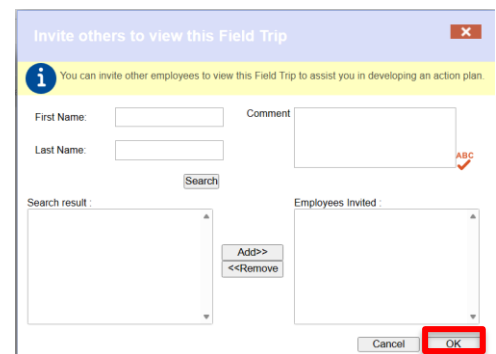 Invite others to view this Field Trip
You can invite other employees to view this Field Trip to assist you in developing an action plan.
First Name:
Comment
Last Name:
ABC
Search
Search result :
Employees Invited :
Add>>
<<Remove
Cancel
OK